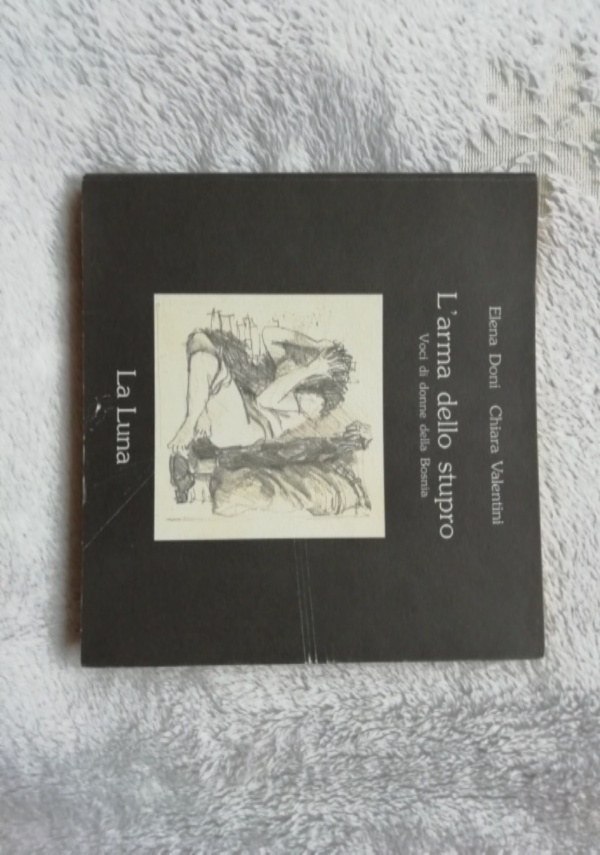 Elena Doni Chiara Valentini
L'arma dello stupro
Voci di donne della Bosnia
La Luna